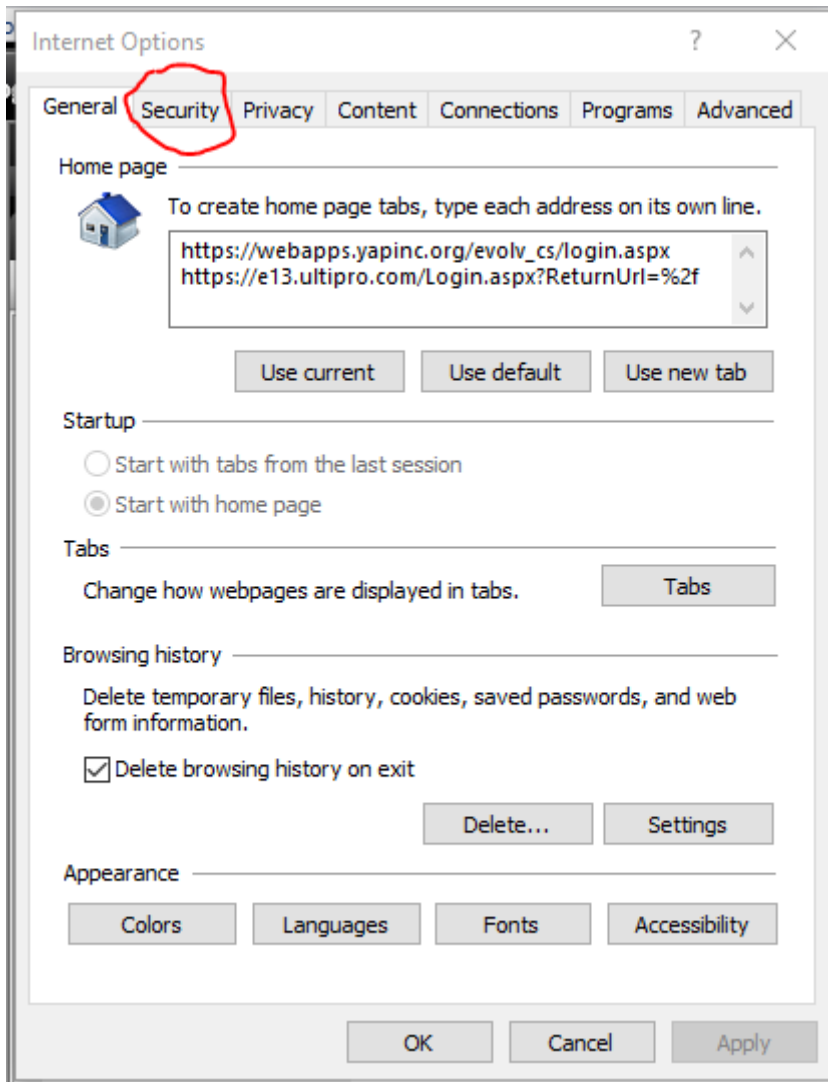 Internet Options
General Security Privacy Content Connections Programs Advanced
Home page
To create home page tabs, type each address on its own line.
https://webapps.yapinc.org/evolv_cs/login.aspx
https://e13.ultipro.com/Login.aspx?ReturnUrl=%2f
Use current Use default Use new tab
Startup
Start with tabs from the last session
Start with home page
Tabs
Change how webpages are displayed in tabs. Tabs
Browsing history
Delete temporary files, history, cookies, saved passwords, and web
form information.
Delete browsing history on exit
Delete... Settings
Appearance
Colors Languages Fonts Accessibility
OK Cancel Apply